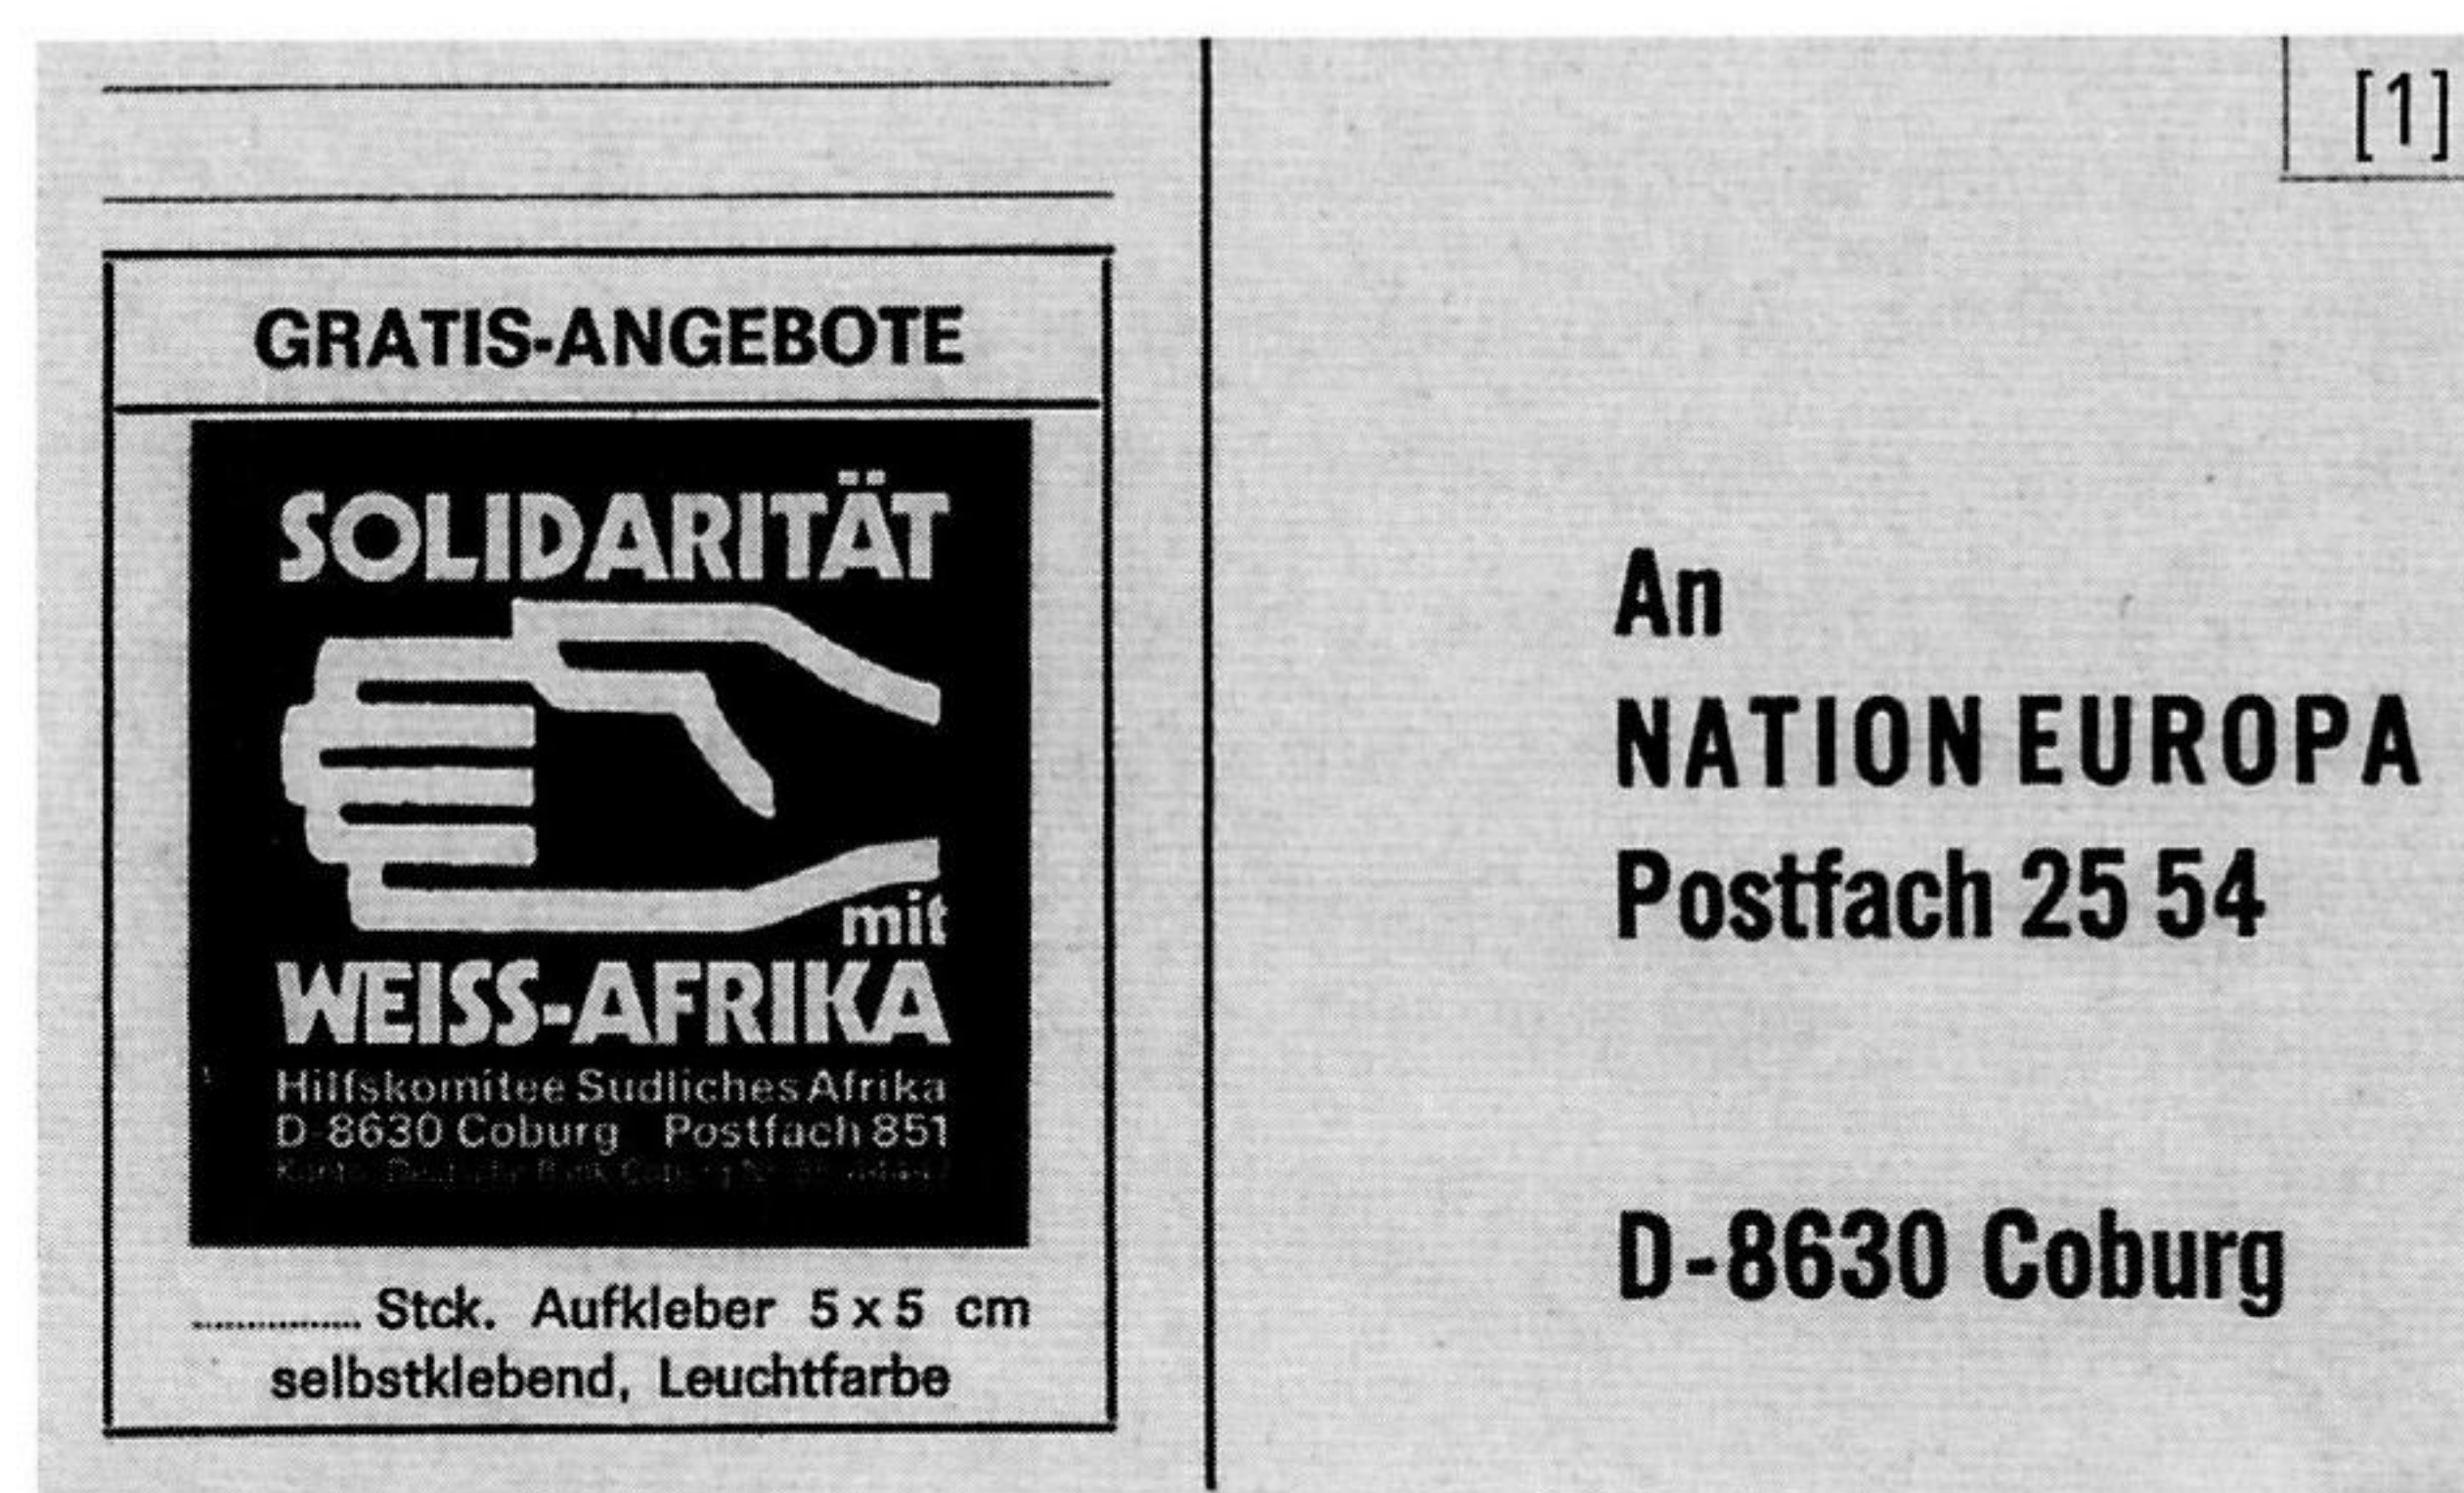 GRATIS-ANGEBOTE
SOLIDARITÄT
mit
WEISS-AFRIKA
Hilfskomitee Sudliches Afrika
D-8630 Coburg Postfach 851
............... Stck. Aufkleber 5 x 5 cm
selbstklebend, Leuchtfarbe
[1]
An
NATION EUROPA
Postfach 25 54
D-8630 Coburg